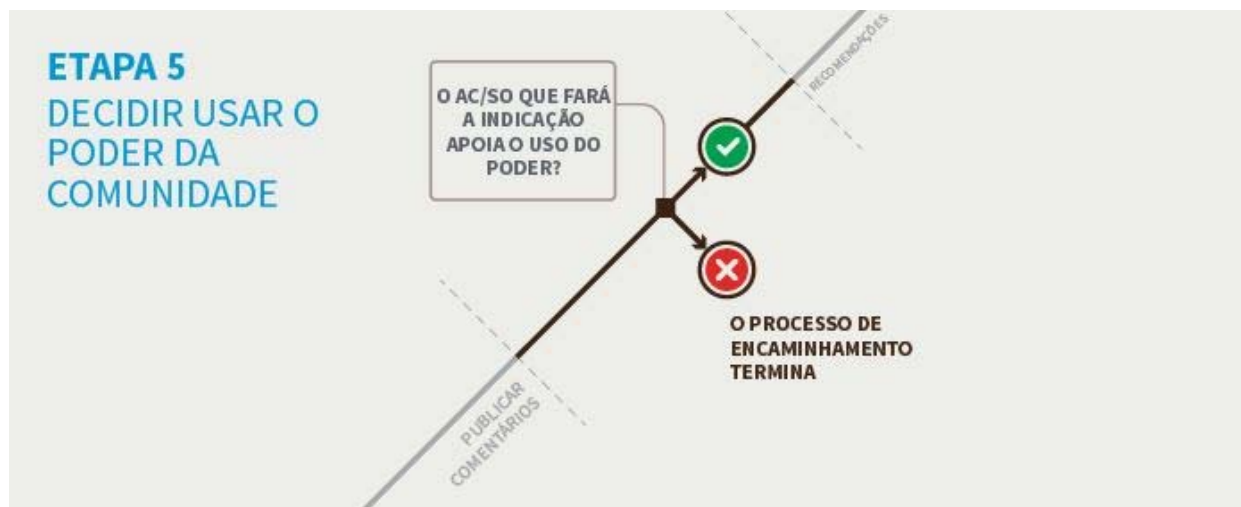 ETAPA 5
DECIDIR USAR O
PODER DA
COMUNIDADE
O AC/SO QUE FARÁ
A INDICAÇÃO
APOIA O USO DO
PODER?
RECOMENDAÇÕES
O PROCESSO DE
ENCAMINHAMENTO
TERMINA
PUBLICAR
COMENTÁRIOS